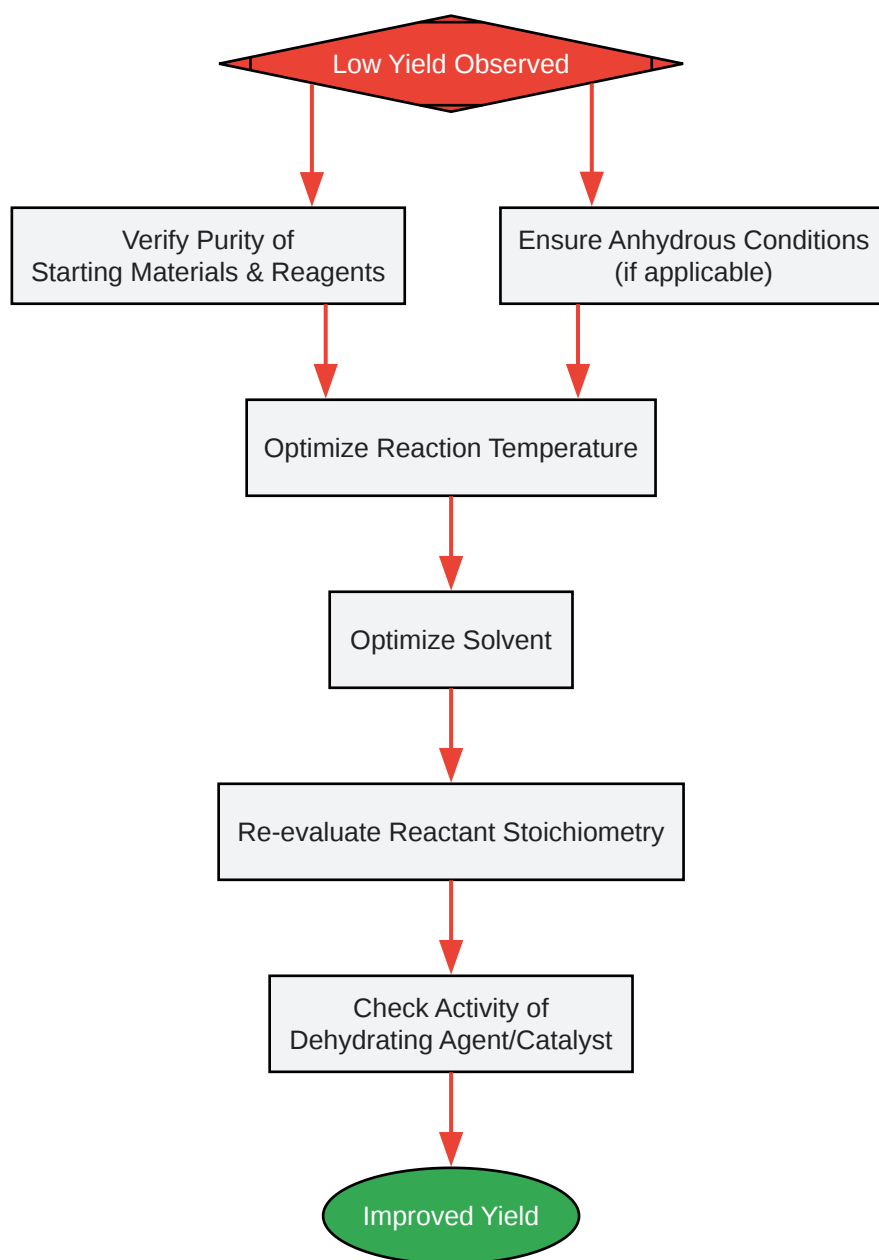 Low Yield Observed
Verify Purity of
Starting Materials & Reagents
Ensure Anhydrous Conditions
(if applicable)
Optimize Reaction Temperature
Optimize Solvent
Re-evaluate Reactant Stoichiometry
Check Activity of
Dehydrating Agent/Catalyst
Improved Yield